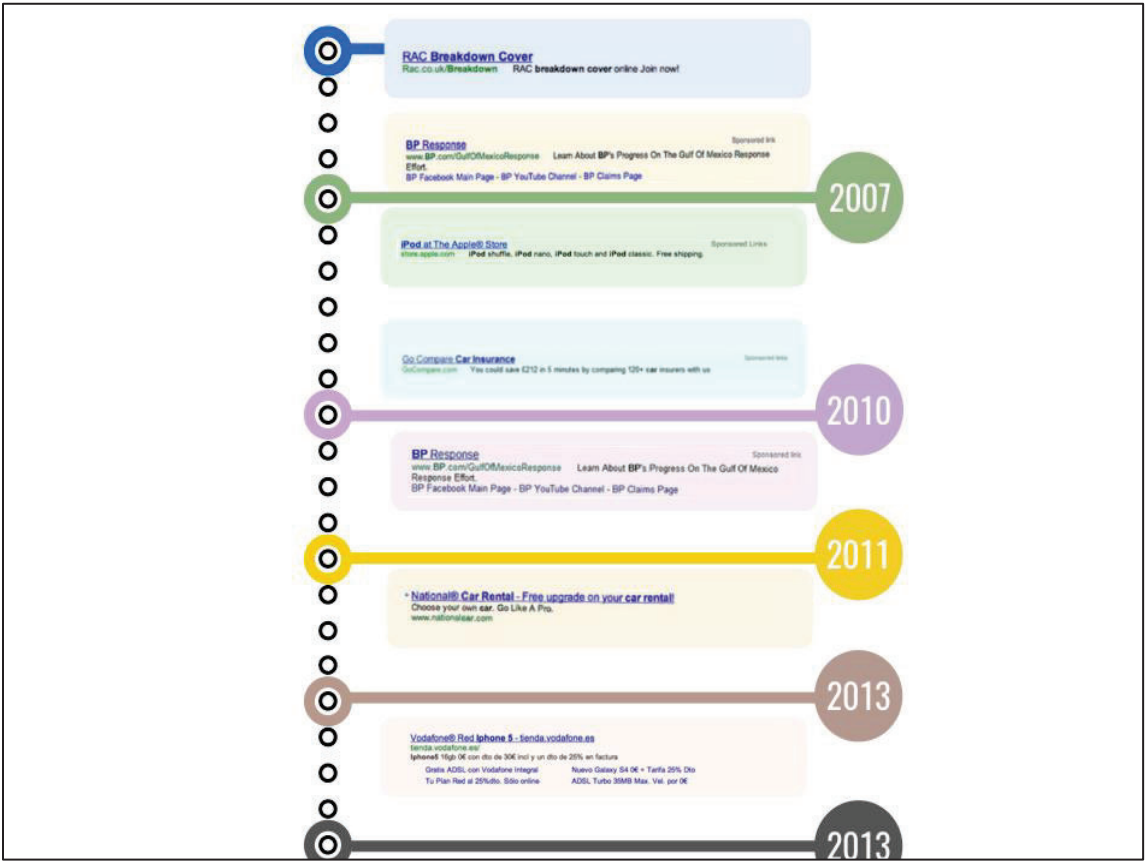 RAC Breakdown Cover
Rac.co.uk/Breakdown RAC breakdown cover online Join now!
BP Response Sponsored link
www.BP.com/GulfOfMexicoResponse Learn About BP's Progress On The Gulf Of Mexico Response
Effort.
BP Facebook Main Page - BP YouTube Channel - BP Claims Page
2007
iPod at The Apple® Store Sponsored Links
store.apple.com iPod shuffle, iPod nano, iPod touch and iPod classic. Free shipping.
Go Compare Car Insurance Sponsored links
GoCompare.com You could save £212 in 5 minutes by comparing 120+ car insurers with us
2010
BP Response Sponsored link
www.BP.com/GulfOfMexicoResponse Learn About BP's Progress On The Gulf Of Mexico
Response Effort.
BP Facebook Main Page - BP YouTube Channel - BP Claims Page
2011
National® Car Rental - Free upgrade on your car rental!
Choose your own car. Go Like A Pro.
www.nationalcar.com
2013
Vodafone® Red Iphone 5 - tienda.vodafone.es
tienda.vodafone.es/
Iphone5 16gb 0€ con dto de 30€ incl y un dto de 25% en factura
Gratis ADSL con Vodafone Integral Nuevo Galaxy S4 0€ + Tarifa 25% Dto
Tu Plan Red al 25%dto. Sólo online ADSL Turbo 35MB Max. Vel. por 0€
2013